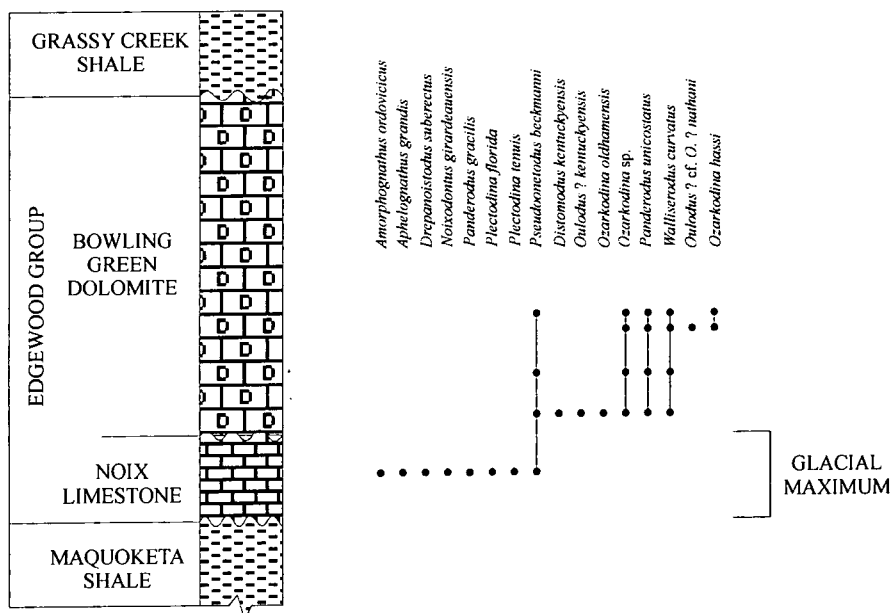 GRASSY CREEK
SHALE
EDGEWOOD GROUP
BOWLING
GREEN
DOLOMITE
NOIX
LIMESTONE
MAQUOKETA
SHALE
D D
D D
D
D D
D
D D
D
D D
D
D D
D
D D
D
D D
Amorphognathus ordovicicus
Aphelognathus grandis
Drepanoistodus suberectus
Noixodontus girardeauensis
Panderodus gracilis
Plectodina florida
Plectodina tenuis
Pseudooneotodus beckmanni
Distomodus kentuckyensis
Oulodus ? kentuckyensis
Ozarkodina oldhamensis
Ozarkodina sp.
Panderodus unicostatus
Walliserodus curvatus
Oulodus ? cf. O. ? nathani
Ozarkodina hassi
GLACIAL
MAXIMUM